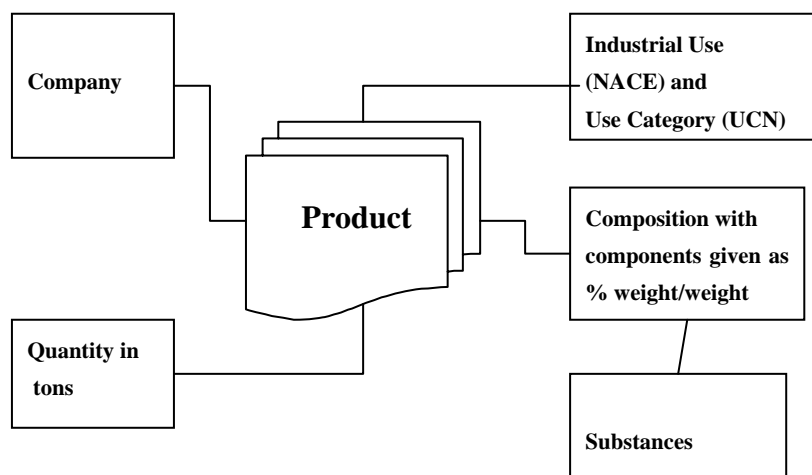 Company
Industrial Use
(NACE) and
Use Category (UCN)
Product
Composition with
components given as
% weight/weight
Quantity in
tons
Substances